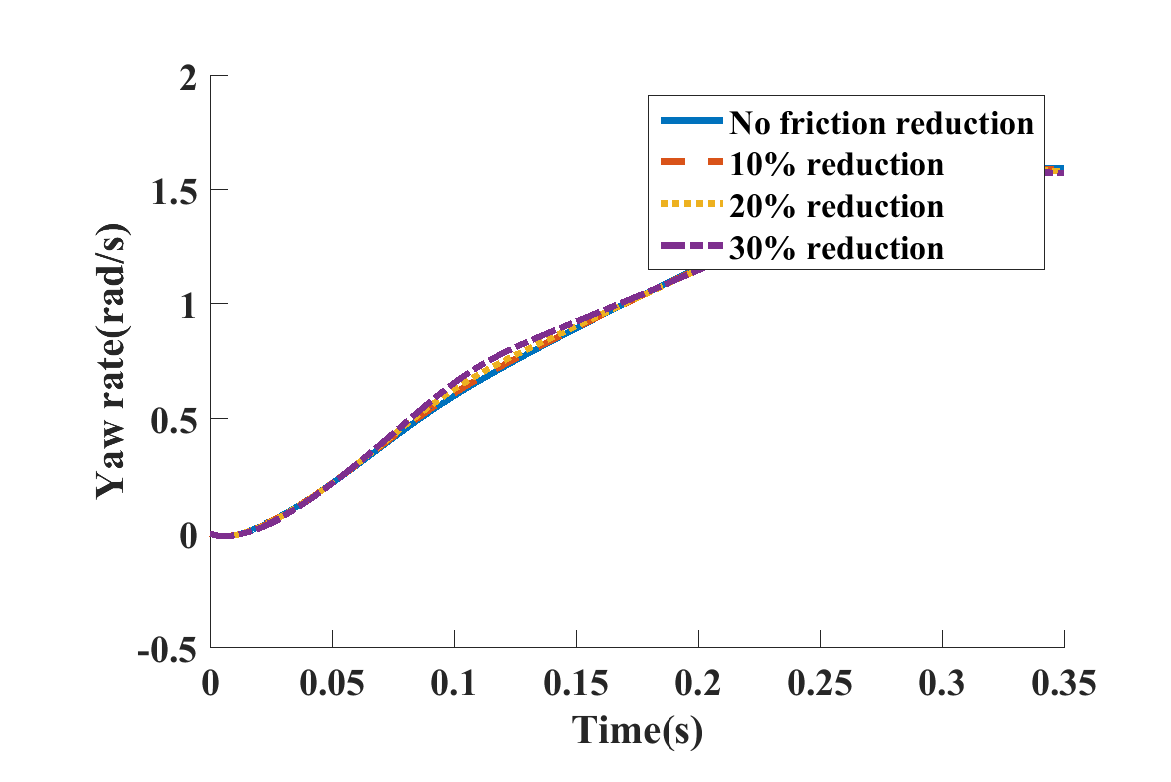 2
1.5
1
0.5
0
-0.5
Yaw rate(rad/s)
No friction reduction
10% reduction
20% reduction
30% reduction
0 0.05 0.1 0.15 0.2 0.25 0.3 0.35
Time(s)